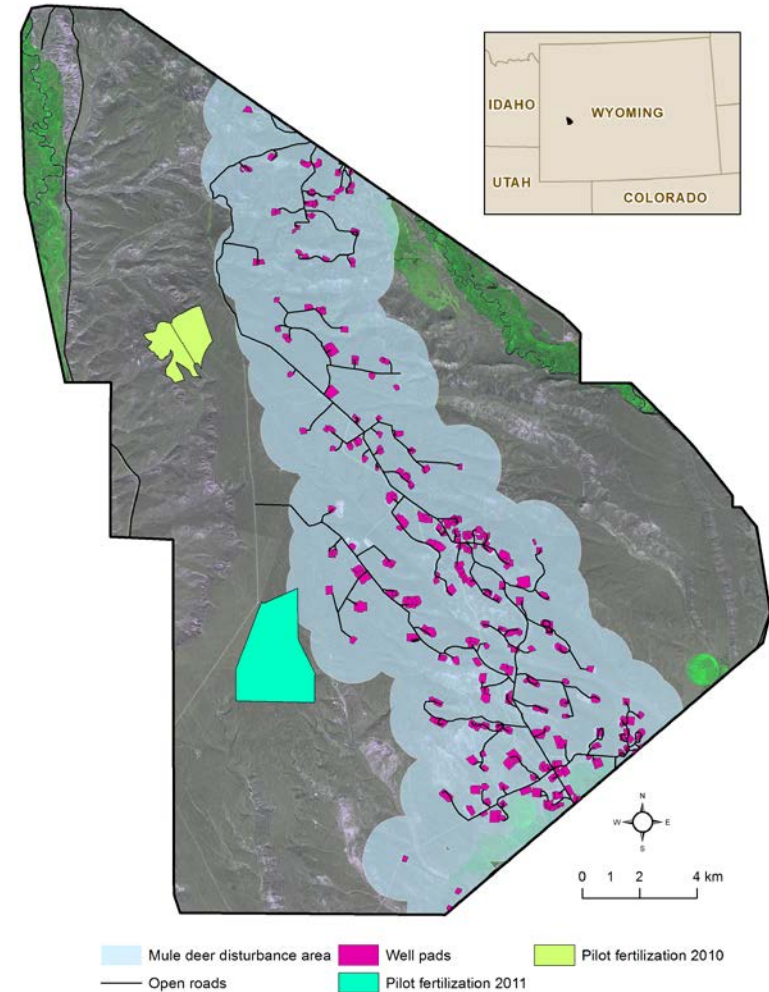 IDAHO
WYOMING
UTAH
COLORADO
N
W E
S
0 1 2 4 km
Mule deer disturbance area
Well pads
Pilot fertilization 2010
Open roads
Pilot fertilization 2011